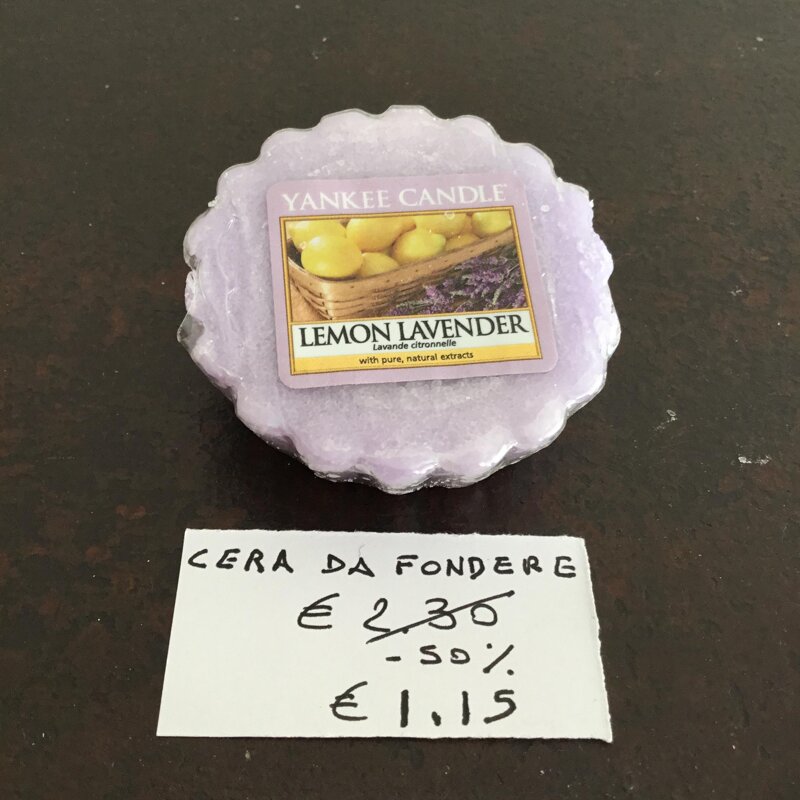 YANKEE CANDLE
LEMON LAVENDER
Lavande citronnelle
with pure, natural extracts
CERA DA FONDERE
€ 2.30
-50%
€ 1.15